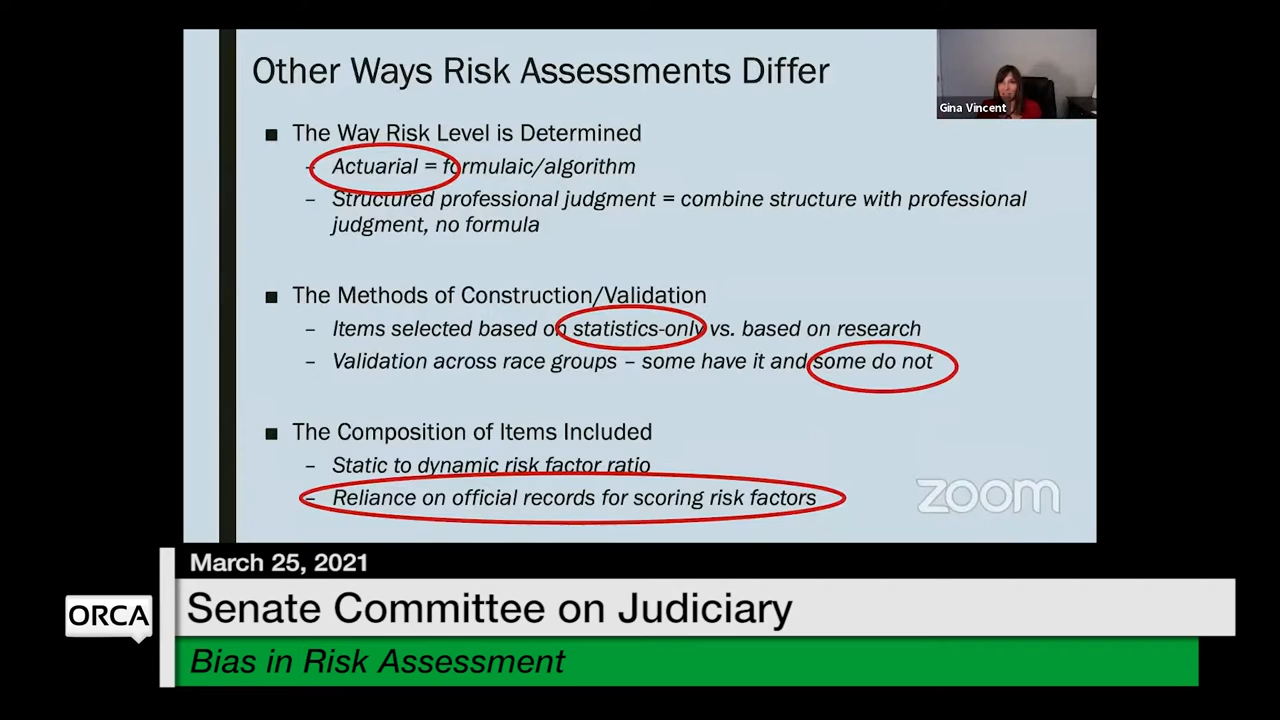 Other Ways Risk Assessments Differ
Gina Vincent
■ The Way Risk Level is Determined
– Actuarial = formulaic/algorithm
– Structured professional judgment = combine structure with professional
judgment, no formula
■ The Methods of Construction/Validation
– Items selected based on statistics-only vs. based on research
– Validation across race groups – some have it and some do not
■ The Composition of Items Included
– Static to dynamic risk factor ratio
– Reliance on official records for scoring risk factors
zoom
March 25, 2021
ORCA
Senate Committee on Judiciary
Bias in Risk Assessment